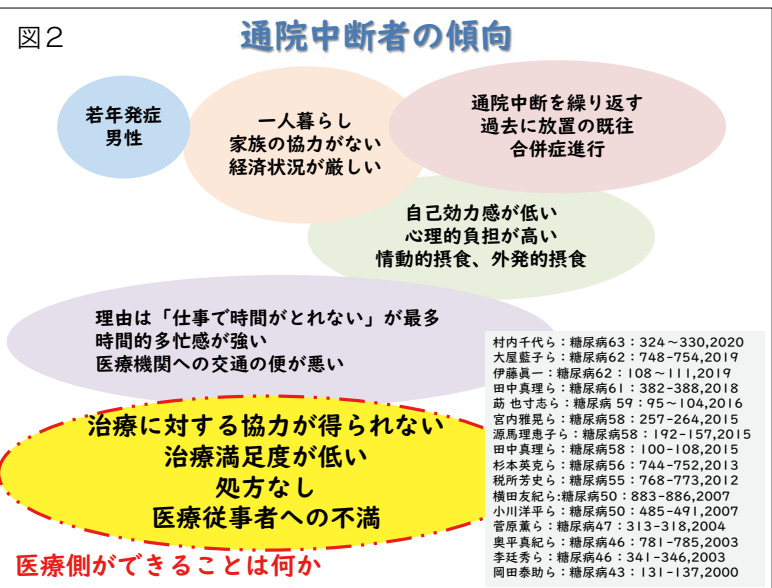 図2
通院中断者の傾向
若年発症
男性
一人暮らし
家族の協力がない
経済状況が厳しい
通院中断を繰り返す
過去に放置の既往
合併症進行
自己効力感が低い
心理的負担が高い
情動的摂食、外発的摂食
理由は「仕事で時間がとれない」が最多
時間的多忙感が強い
医療機関への交通の便が悪い
治療に対する協力が得られない
治療満足度が低い
処方なし
医療従事者への不満
医療側ができることは何か
村内千代ら：糖尿病63：324～330,2020
大屋藍子ら：糖尿病62：748-754,2019
伊藤眞一：糖尿病62：108～111,2019
田中真理ら：糖尿病61：382-388,2018
莇 也寸志ら：糖尿病 59：95～104,2016
宮内雅晃ら：糖尿病58：257-264,2015
源馬理恵子ら：糖尿病58：192-157,2015
田中真理ら：糖尿病58：100-108,2015
杉本英克ら：糖尿病56：744-752,2013
税所芳史ら：糖尿病55：768-773,2012
横田友紀ら:糖尿病50：883-886,2007
小川洋平ら：糖尿病50：485-491,2007
菅原薫ら：糖尿病47：313-318,2004
奥平真紀ら：糖尿病46：781-785,2003
李廷秀ら：糖尿病46：341-346,2003
岡田泰助ら：糖尿病43：131-137,2000